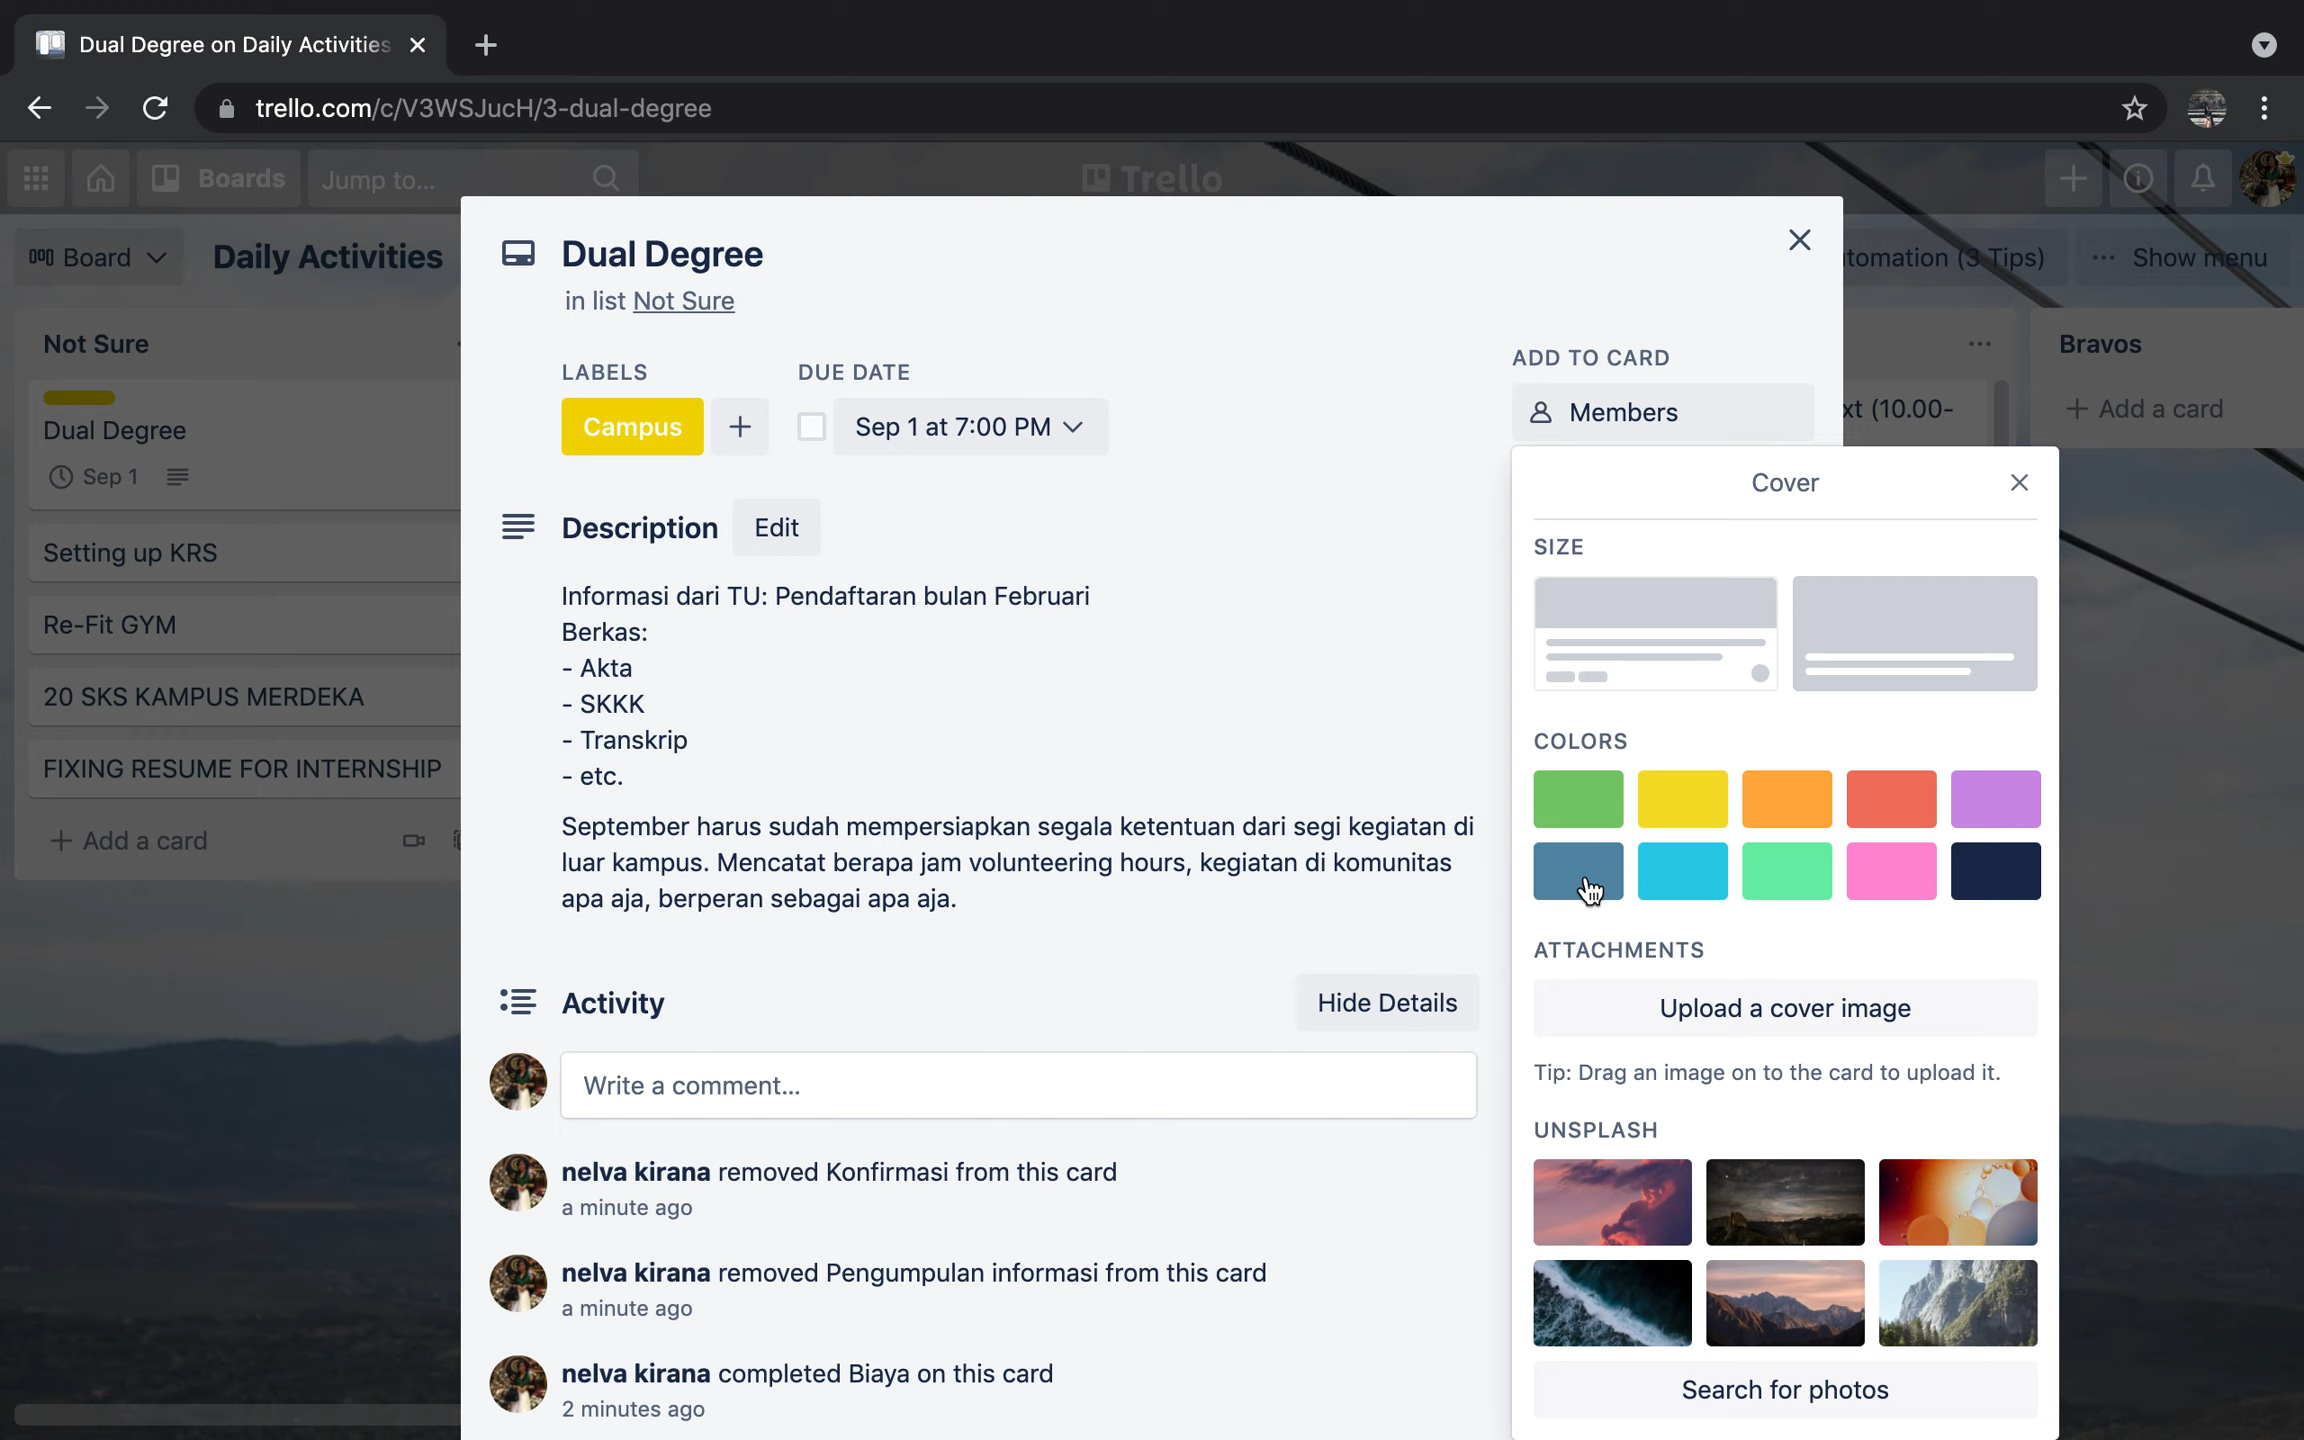 Dual Degree on Daily Activities
trello.com/c/V3WSJucH/3-dual-degree
Boards
Jump to...
Trello
Board
Daily Activities
tomation (3 Tips)
Show menu
Not Sure
Dual Degree
Sep 1
Setting up KRS
Re-Fit GYM
20 SKS KAMPUS MERDEKA
FIXING RESUME FOR INTERNSHIP
+ Add a card
Dual Degree
in list Not Sure
LABELS
DUE DATE
Campus
+
Sep 1 at 7:00 PM
Description
Edit
Informasi dari TU: Pendaftaran bulan Februari
Berkas:
- Akta
- SKKK
- Transkrip
- etc.
September harus sudah mempersiapkan segala ketentuan dari segi kegiatan di
luar kampus. Mencatat berapa jam volunteering hours, kegiatan di komunitas
apa aja, berperan sebagai apa aja.
Activity
Hide Details
Write a comment...
nelva kirana removed Konfirmasi from this card
a minute ago
nelva kirana removed Pengumpulan informasi from this card
a minute ago
nelva kirana completed Biaya on this card
2 minutes ago
ADD TO CARD
Members
Cover
SIZE
COLORS
ATTACHMENTS
Upload a cover image
Tip: Drag an image on to the card to upload it.
UNSPLASH
Search for photos
xt (10.00-
Bravos
+ Add a card